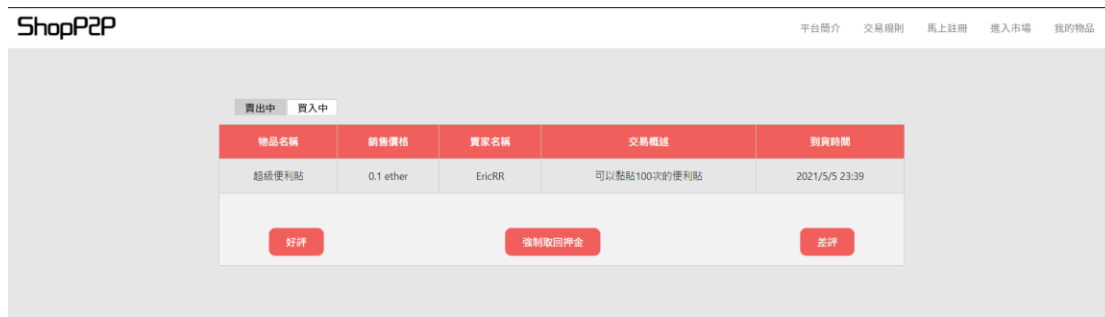 ShopP2P 平台簡介 交易規則 馬上註冊 進入市場 我的物品
賣出中 買入中
物品名稱 銷售價格 賣家名稱 交易概述 到貨時間
超級便利貼 0.1 ether EricRR 可以黏貼100次的便利貼 2021/5/5 23:39
好評 強制取回押金 差評